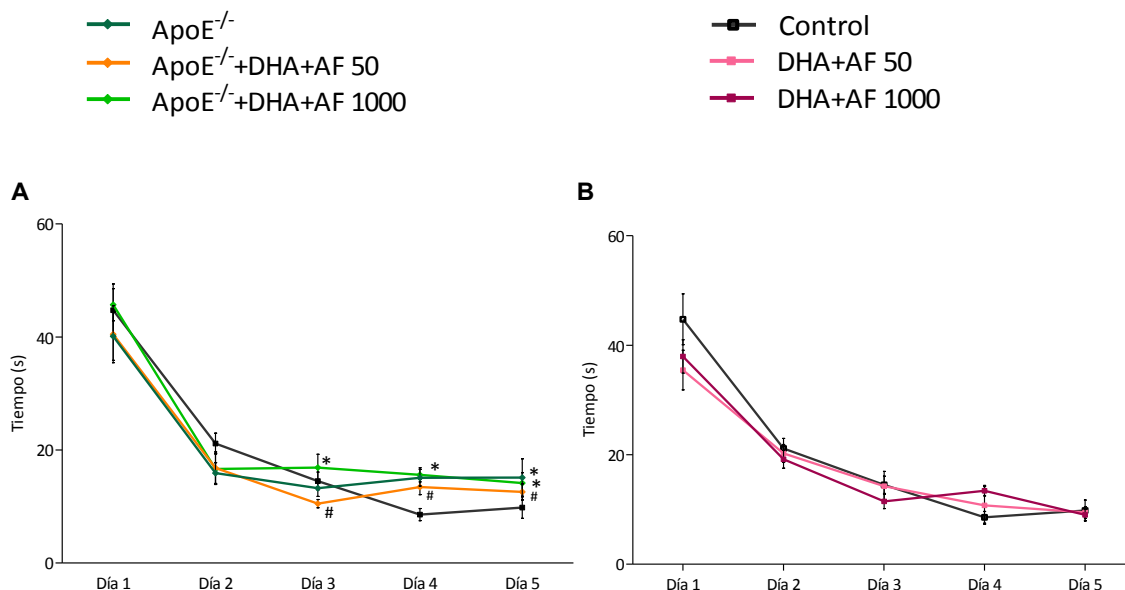 ApoE-/-
ApoE-/-+DHA+AF 50
ApoE-/-+DHA+AF 1000
Control
DHA+AF 50
DHA+AF 1000
A
60
40
20
0
Tiempo (s)
*
#
*
#
*
*
#
Día 1 Día 2 Día 3 Día 4 Día 5
B
60
40
20
0
Tiempo (s)
Día 1 Día 2 Día 3 Día 4 Día 5